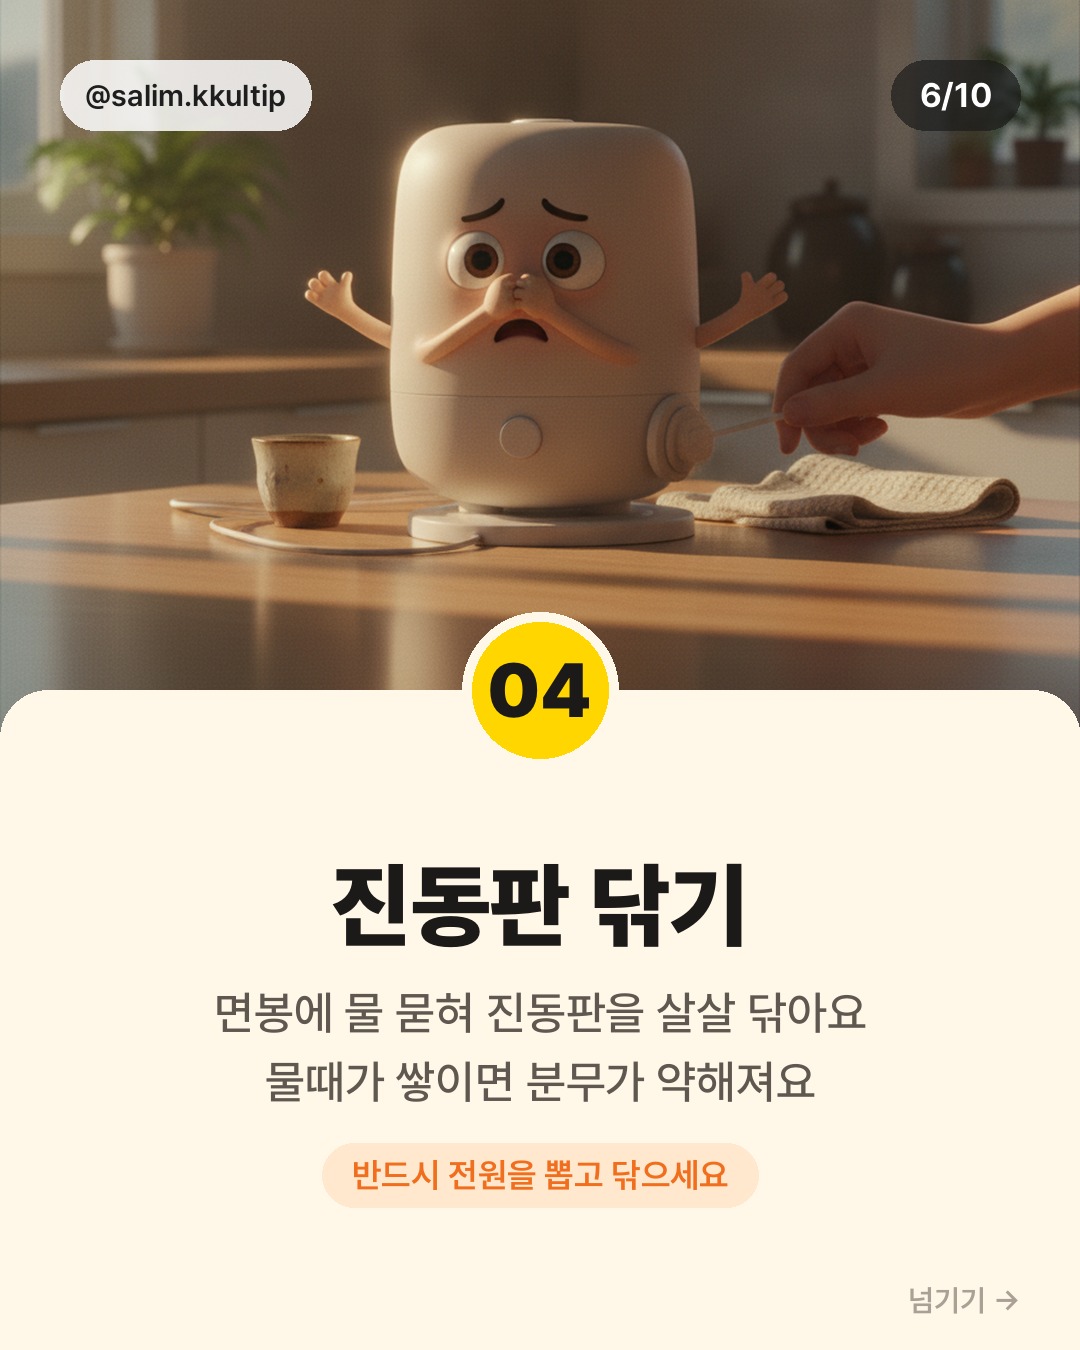 @salim.kkultip
6/10
04
진동판 닦기
면봉에 물 묻혀 진동판을 살살 닦아요
물때가 쌓이면 분무가 약해져요
반드시 전원을 뽑고 닦으세요
넘기기 →